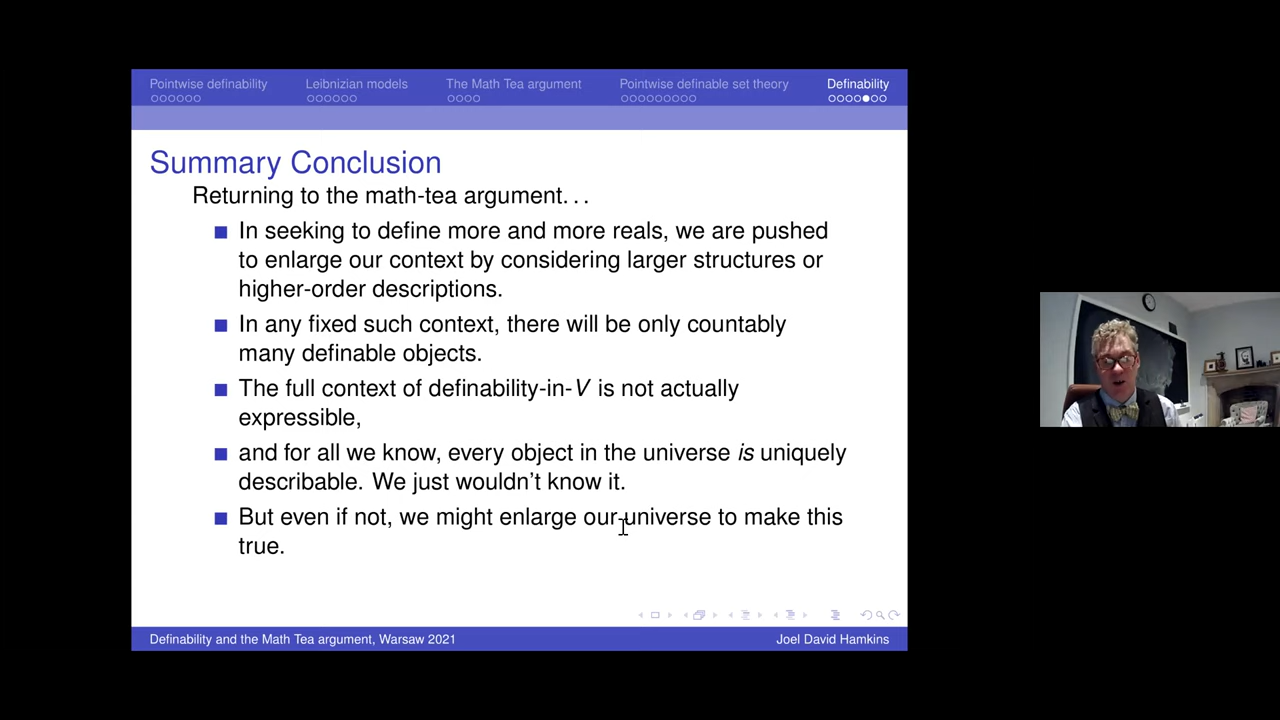 Pointwise definability Leibnizian models The Math Tea argument Pointwise definable set theory Definability
Summary Conclusion
Returning to the math-tea argument. . .
In seeking to define more and more reals, we are pushed
to enlarge our context by considering larger structures or
higher-order descriptions.
In any fixed such context, there will be only countably
many definable objects.
The full context of definability-in-V is not actually
expressible,
and for all we know, every object in the universe is uniquely
describable. We just wouldn't know it.
But even if not, we might enlarge our universe to make this
true.
Definability and the Math Tea argument, Warsaw 2021 Joel David Hamkins